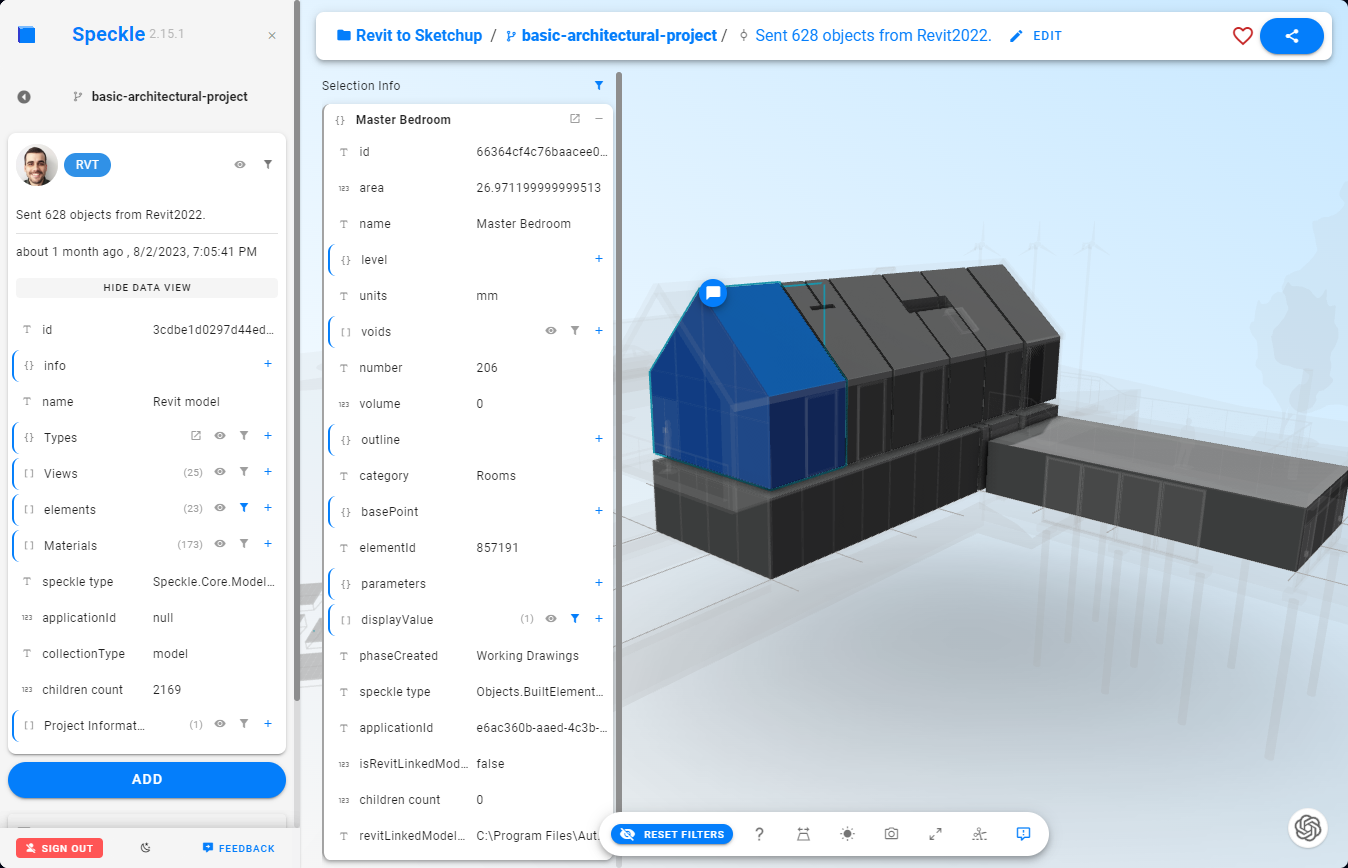 Speckle 2.15.1
basic-architectural-project
RVT
Sent 628 objects from Revit2022.
about 1 month ago , 8/2/2023, 7:05:41 PM
HIDE DATA VIEW
T id 3cdbe1d0297d44ed...
{} info +
T name Revit model
{} Types +
[] Views (25) +
[] elements (23) +
[] Materials (173) +
T speckle type Speckle.Core.Model...
123 applicationId null
T collectionType model
123 children count 2169
[] Project Informat... (1) +
ADD
SIGN OUT
FEEDBACK
Revit to Sketchup / basic-architectural-project / Sent 628 objects from Revit2022. EDIT
Selection Info
{} Master Bedroom
T id 66364cf4c76baacee0...
123 area 26.971199999999513
T name Master Bedroom
{} level +
T units mm
[] voids +
T number 206
123 volume 0
{} outline +
T category Rooms
{} basePoint +
T elementId 857191
{} parameters +
[] displayValue (1) +
T phaseCreated Working Drawings
T speckle type Objects.BuiltElement...
T applicationId e6ac360b-aaed-4c3b-...
123 isRevitLinkedMod... false
123 children count 0
T revitLinkedModel... C:\Program Files\Aut...
RESET FILTERS ?